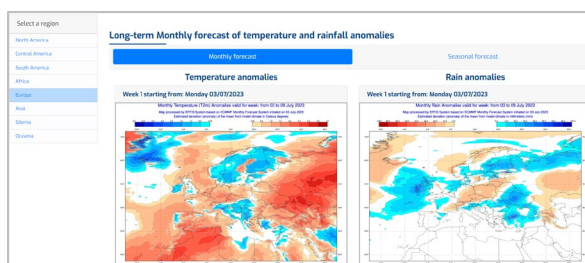 Select a region
North America
Central America
South America
Africa
Europe
Asia
Siberia
Oceania
Long-term Monthly forecast of temperature and rainfall anomalies
Monthly forecast
Seasonal forecast
Temperature anomalies
Rain anomalies
Week 1 starting from: Monday 03/07/2023
Week 1 starting from: Monday 03/07/2023
Monthly Temperature (T2m) Anomalies valid for week: from 03 to 09 July 2023
Monthly Rain Anomalies valid for week: from 03 to 09 July 2023